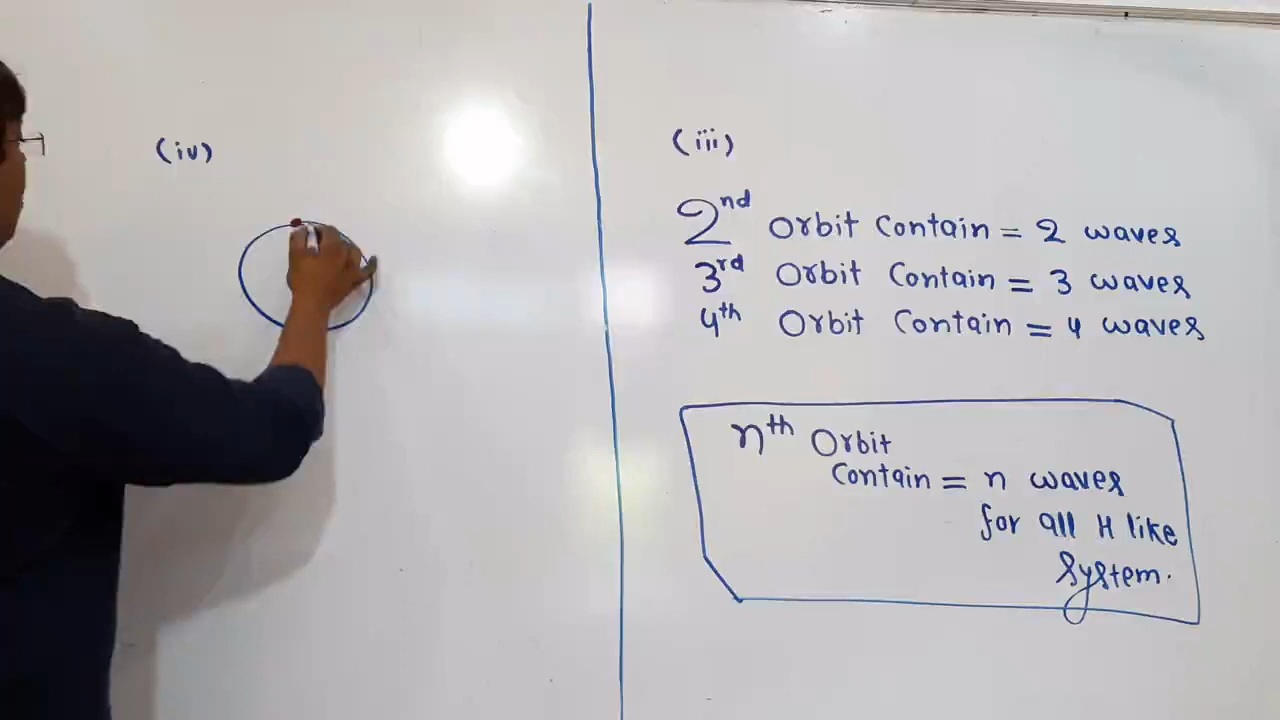 (iv)
(iii)
2nd Orbit Contain = 2 waves
3rd Orbit Contain = 3 waves
4th Orbit Contain = 4 waves
nth Orbit
Contain = n waves
for all H like
system.